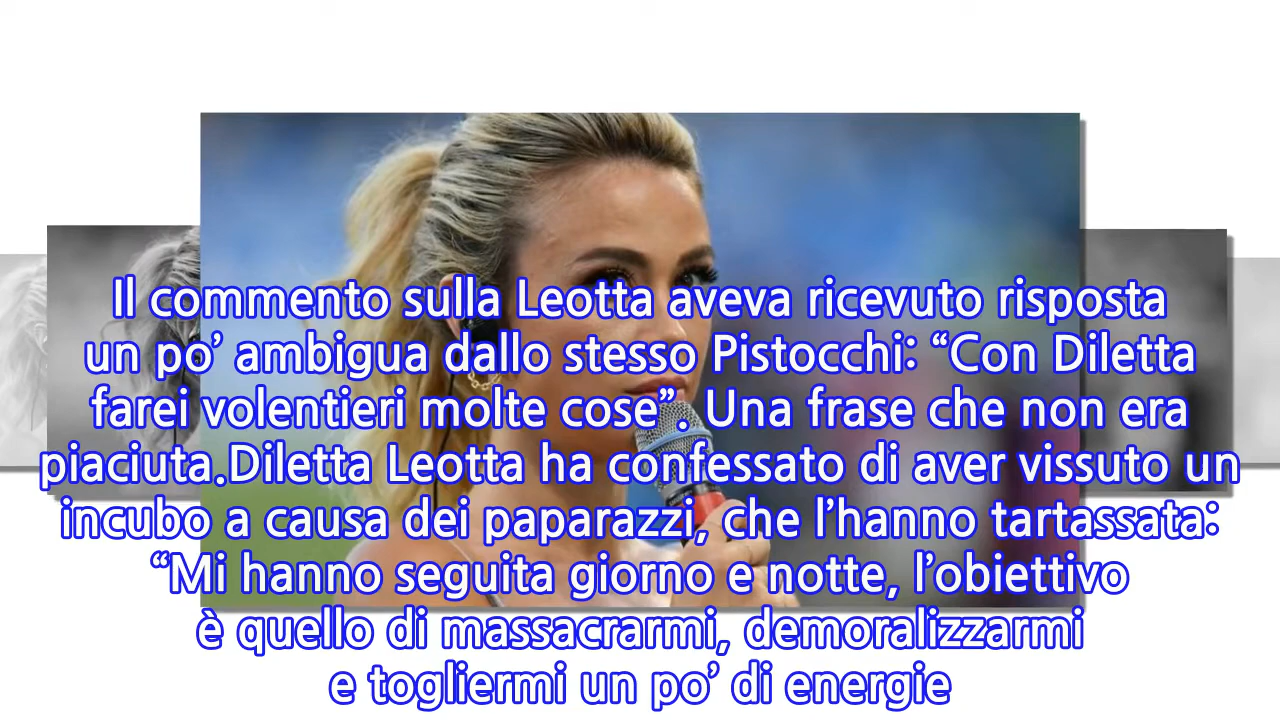 Il commento sulla Leotta aveva ricevuto risposta
un po’ ambigua dallo stesso Pistocchi: “Con Diletta
farei volentieri molte cose”. Una frase che non era
piaciuta.Diletta Leotta ha confessato di aver vissuto un
incubo a causa dei paparazzi, che l’hanno tartassata:
“Mi hanno seguita giorno e notte, l’obiettivo
è quello di massacrarmi, demoralizzarmi
e togliermi un po’ di energie